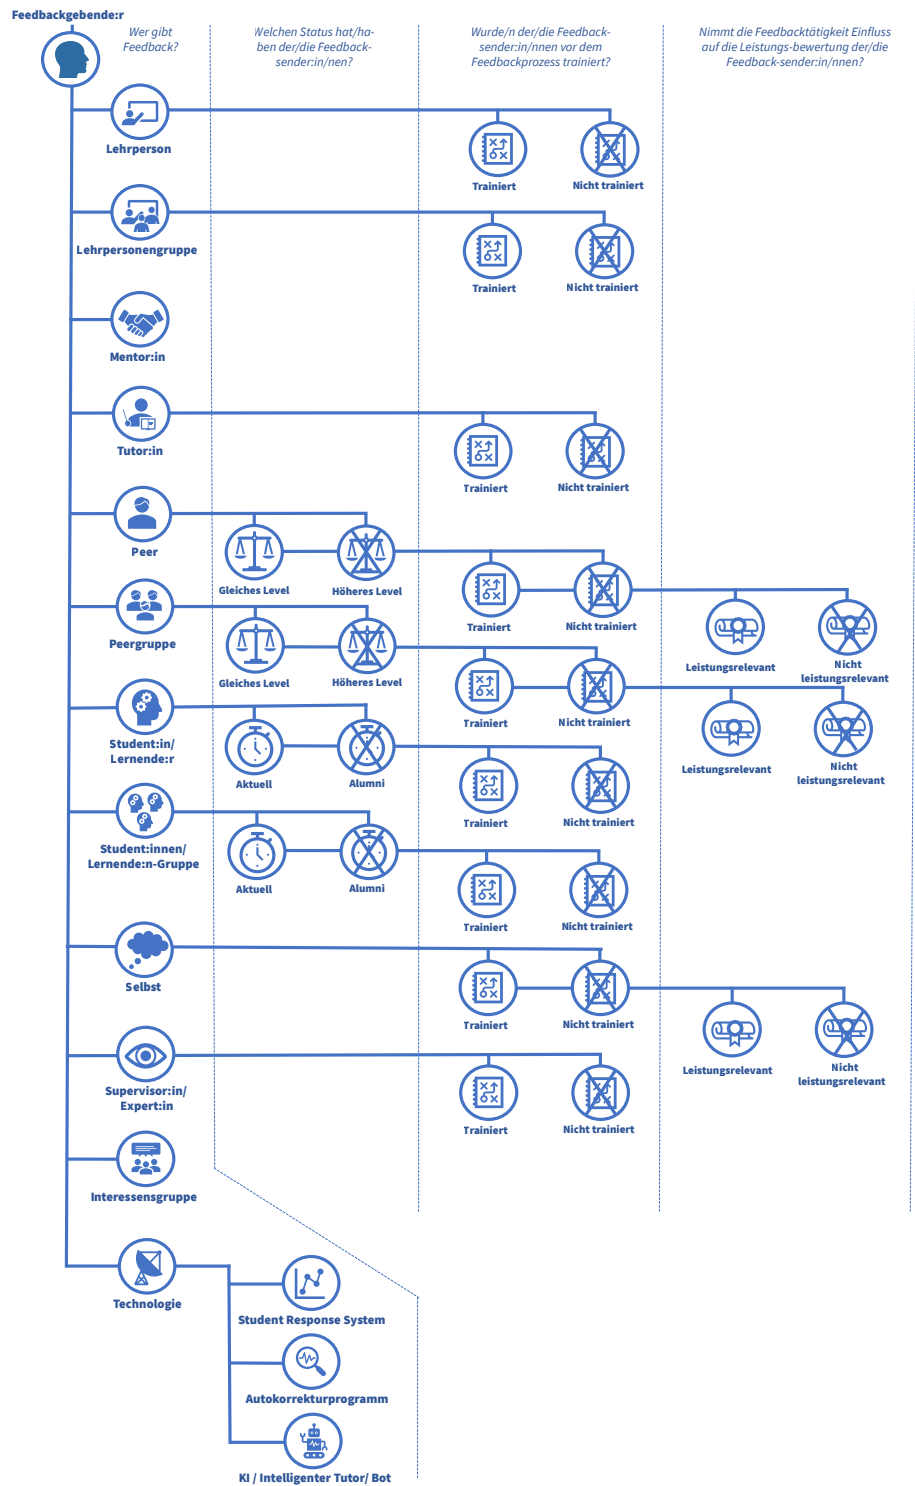 Feedbackgebende:r
Wer gibt
Feedback?
Welchen Status hat/ha-
ben der/die Feedback-
sender:in/nen?
Wurde/n der/die Feedback-
sender:in/nnen vor dem
Feedbackprozess trainiert?
Nimmt die Feedbacktätigkeit Einfluss
auf die Leistungs-bewertung der/die
Feedback-sender:in/nnen?
Lehrperson
Trainiert
Nicht trainiert
Lehrpersonengruppe
Trainiert
Nicht trainiert
Mentor:in
Tutor:in
Trainiert
Nicht trainiert
Peer
Gleiches Level
Höheres Level
Trainiert
Nicht trainiert
Leistungsrelevant
Nicht
leistungsrelevant
Peergruppe
Gleiches Level
Höheres Level
Trainiert
Nicht trainiert
Leistungsrelevant
Nicht
leistungsrelevant
Student:in/
Lernende:r
Aktuell
Alumni
Trainiert
Nicht trainiert
Student:innen/
Lernende:n-Gruppe
Aktuell
Alumni
Trainiert
Nicht trainiert
Selbst
Trainiert
Nicht trainiert
Leistungsrelevant
Nicht
leistungsrelevant
Supervisor:in/
Expert:in
Trainiert
Nicht trainiert
Interessensgruppe
Technologie
Student Response System
Autokorrekturprogramm
KI / Intelligenter Tutor/ Bot